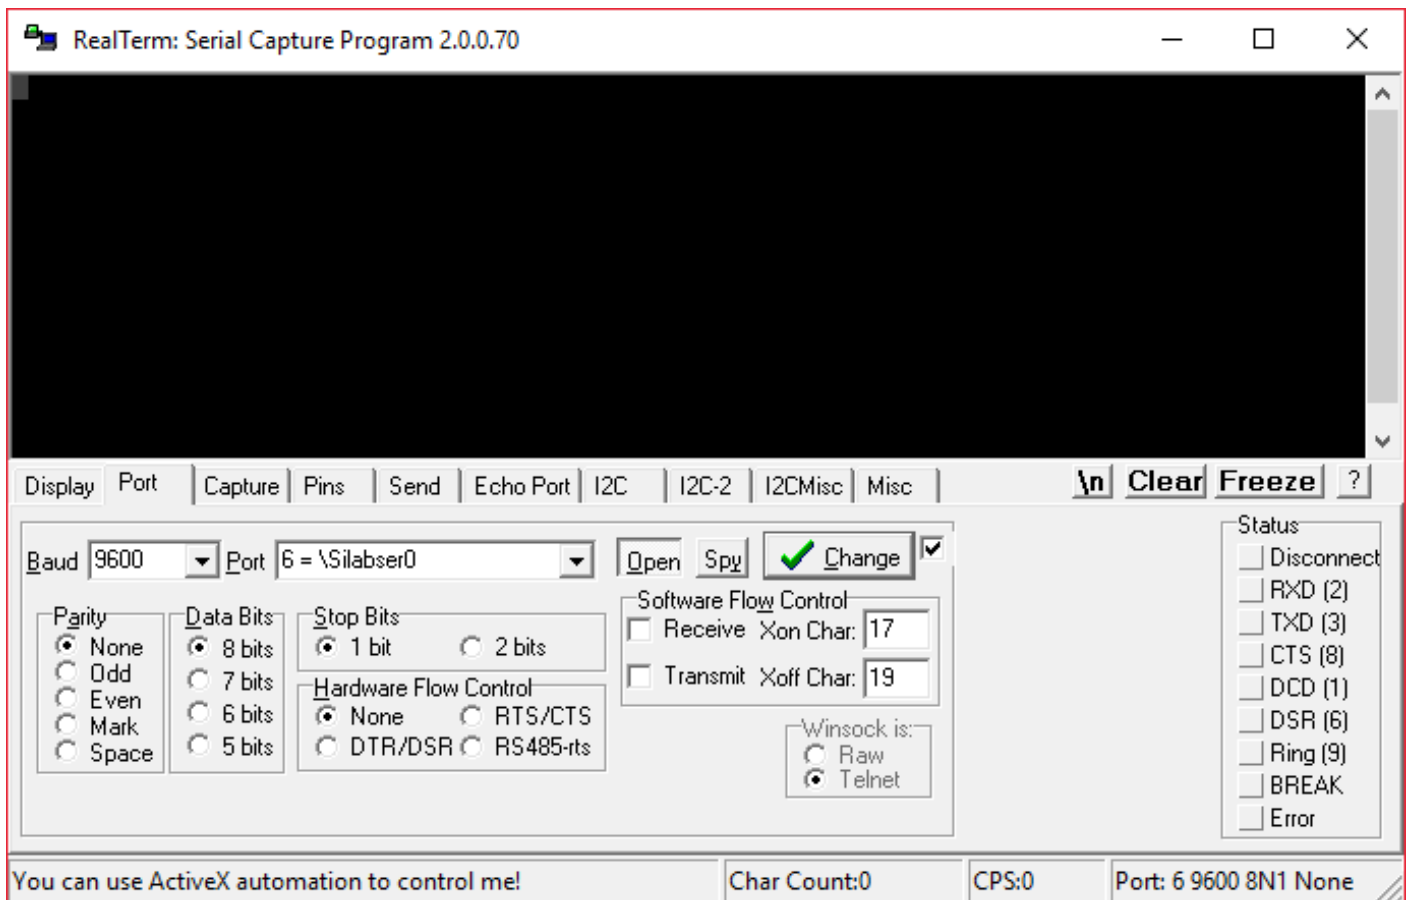 RealTerm: Serial Capture Program 2.0.0.70
Display Port Capture Pins Send Echo Port I2C I2C-2 I2CMisc Misc \n Clear Freeze ?
Baud 9600 Port 6 = \Silabser0 Open Spy Change
Parity
None
Odd
Even
Mark
Space
Data Bits
8 bits
7 bits
6 bits
5 bits
Stop Bits
1 bit 2 bits
Hardware Flow Control
None RTS/CTS
DTR/DSR RS485-rts
Software Flow Control
Receive Xon Char: 17
Transmit Xoff Char: 19
Winsock is:
Raw
Telnet
Status
Disconnect
RXD (2)
TXD (3)
CTS (8)
DCD (1)
DSR (6)
Ring (9)
BREAK
Error
You can use ActiveX automation to control me! Char Count:0 CPS:0 Port: 6 9600 8N1 None